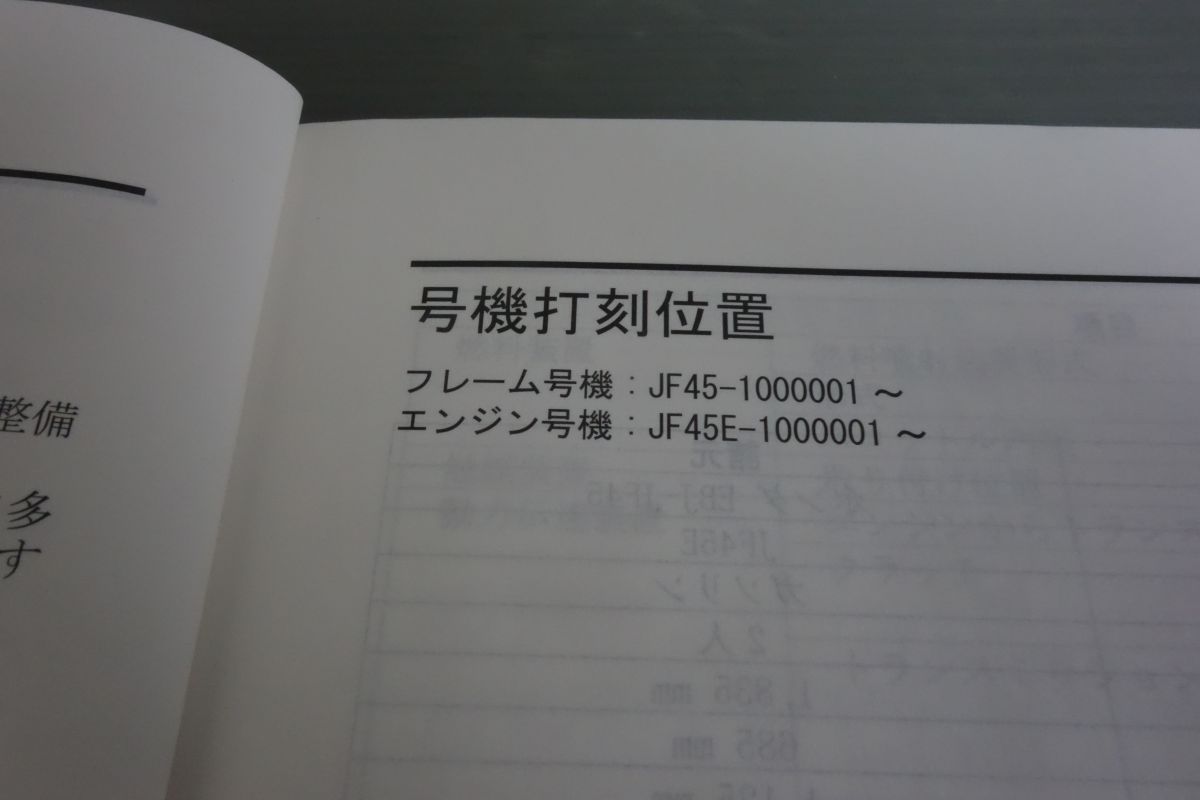 整備
多
す
号機打刻位置
フレーム号機：JF45-1000001～
エンジン号機：JF45E-1000001～